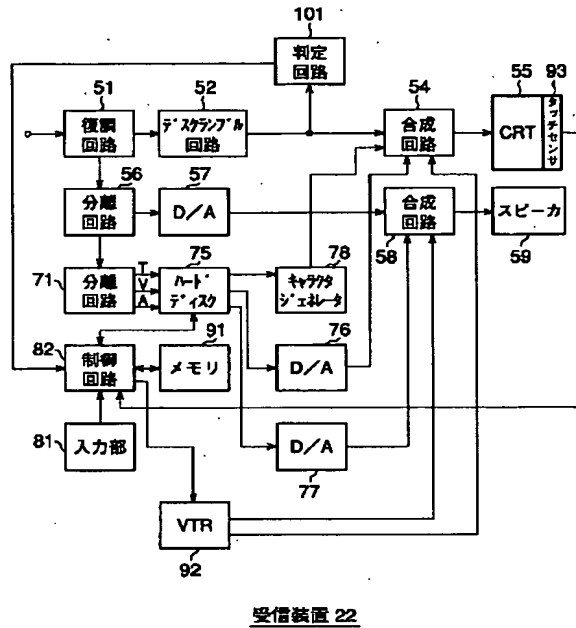 101
判定
回路
51
復調
回路
52
ﾃﾞｽｸﾗﾝﾌﾞﾙ
回路
54
合成
回路
55
CRT
93
タッチセンサ
56
分離
回路
57
D/A
58
合成
回路
スピーカ
59
71
分離
回路
T
V
A
75
ﾊｰﾄﾞ
ﾃﾞｨｽｸ
78
ｷｬﾗｸﾀ
ｼﾞｪﾈﾚｰﾀ
82
制御
回路
91
メモリ
76
D/A
81
入力部
D/A
77
VTR
92
受信装置 22